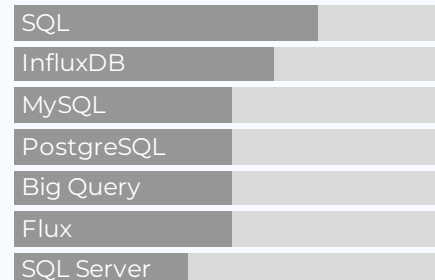 SQL
InfluxDB
MySQL
PostgreSQL
Big Query
Flux
SQL Server